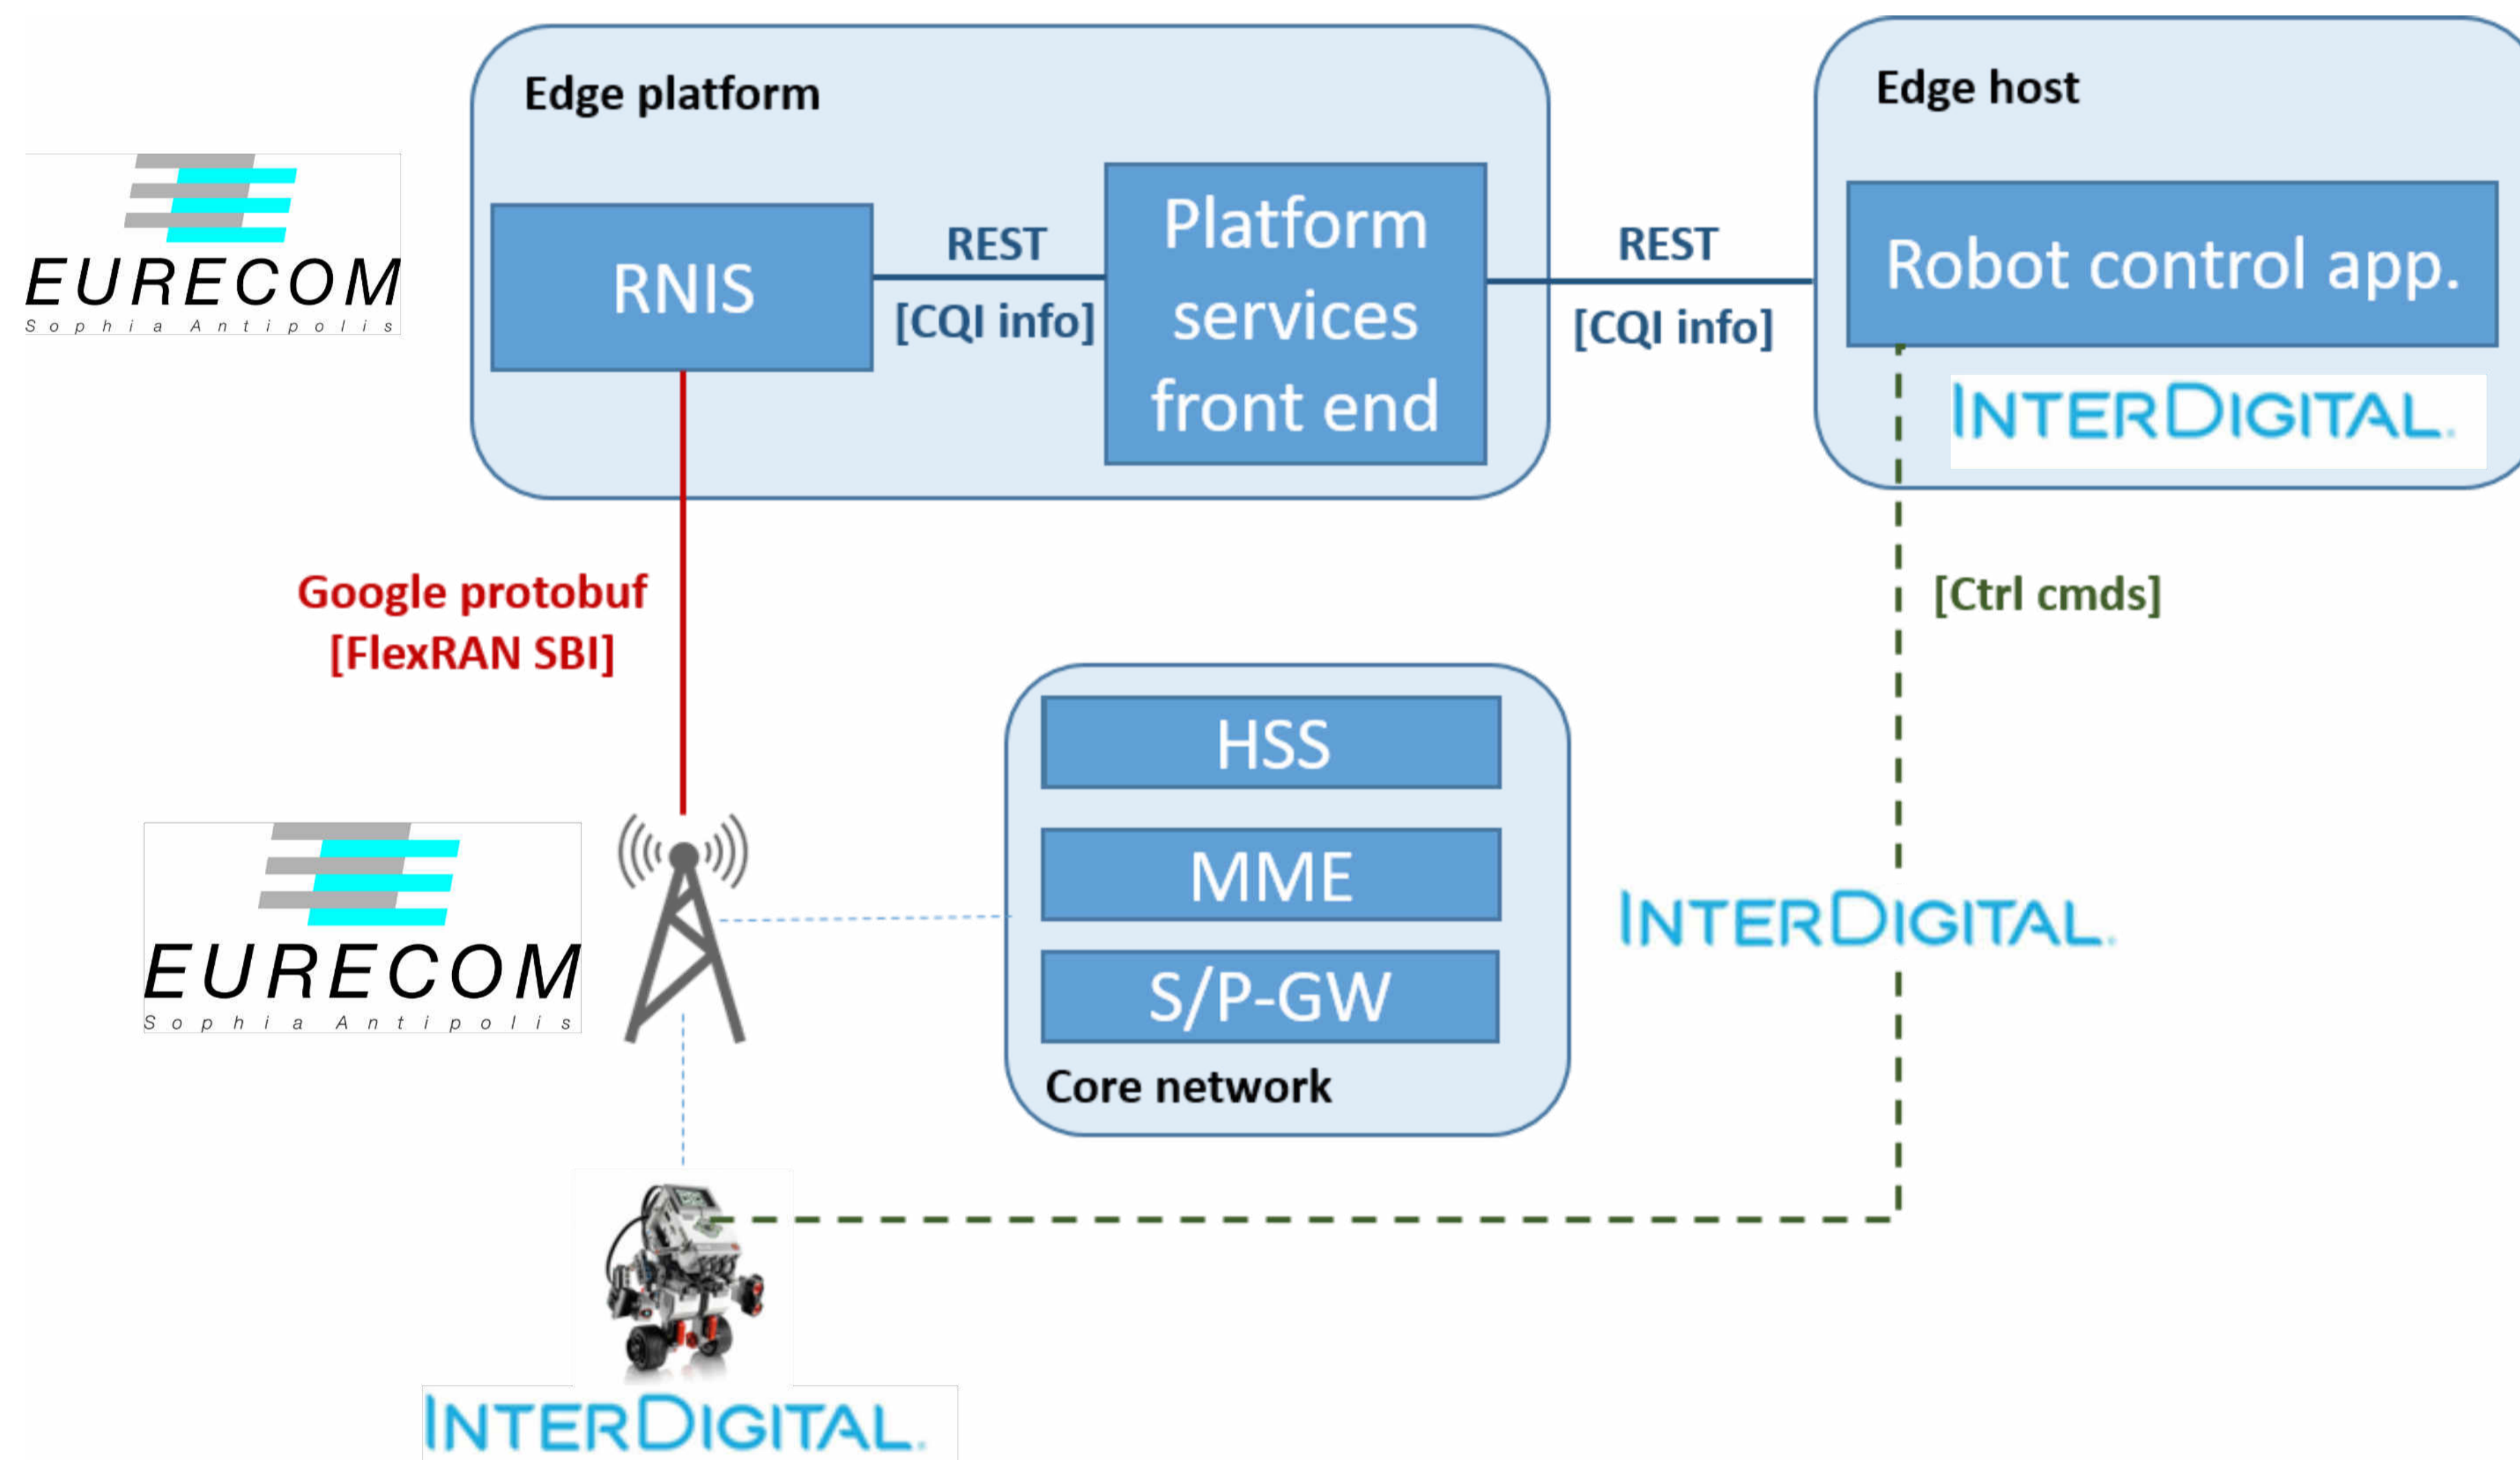 Edge platform
Edge host
EURECOM
Sophia Antipolis
RNIS
REST
[CQI info]
Platform
services
front end
REST
[CQI info]
Robot control app.
INTERDIGITAL.
Google protobuf
[FlexRAN SBI]
[Ctrl cmds]
HSS
MME
S/P-GW
Core network
EURECOM
Sophia Antipolis
INTERDIGITAL.
INTERDIGITAL.